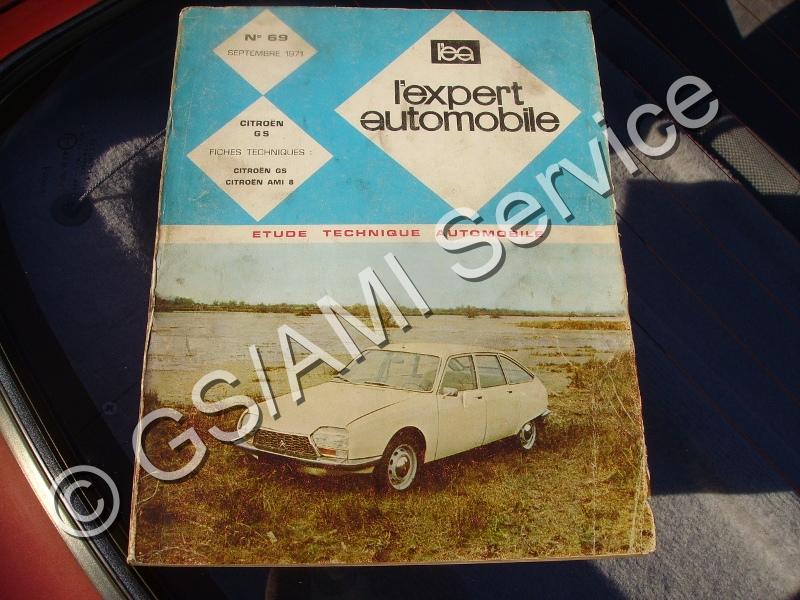 N° 69
SEPTEMBRE 1971
l'ea
l'expert
automobile
CITROËN
GS
FICHES TECHNIQUES :
CITROËN GS
CITROËN AMI 8
ETUDE TECHNIQUE AUTOMOBILE
© GS/AMI Service